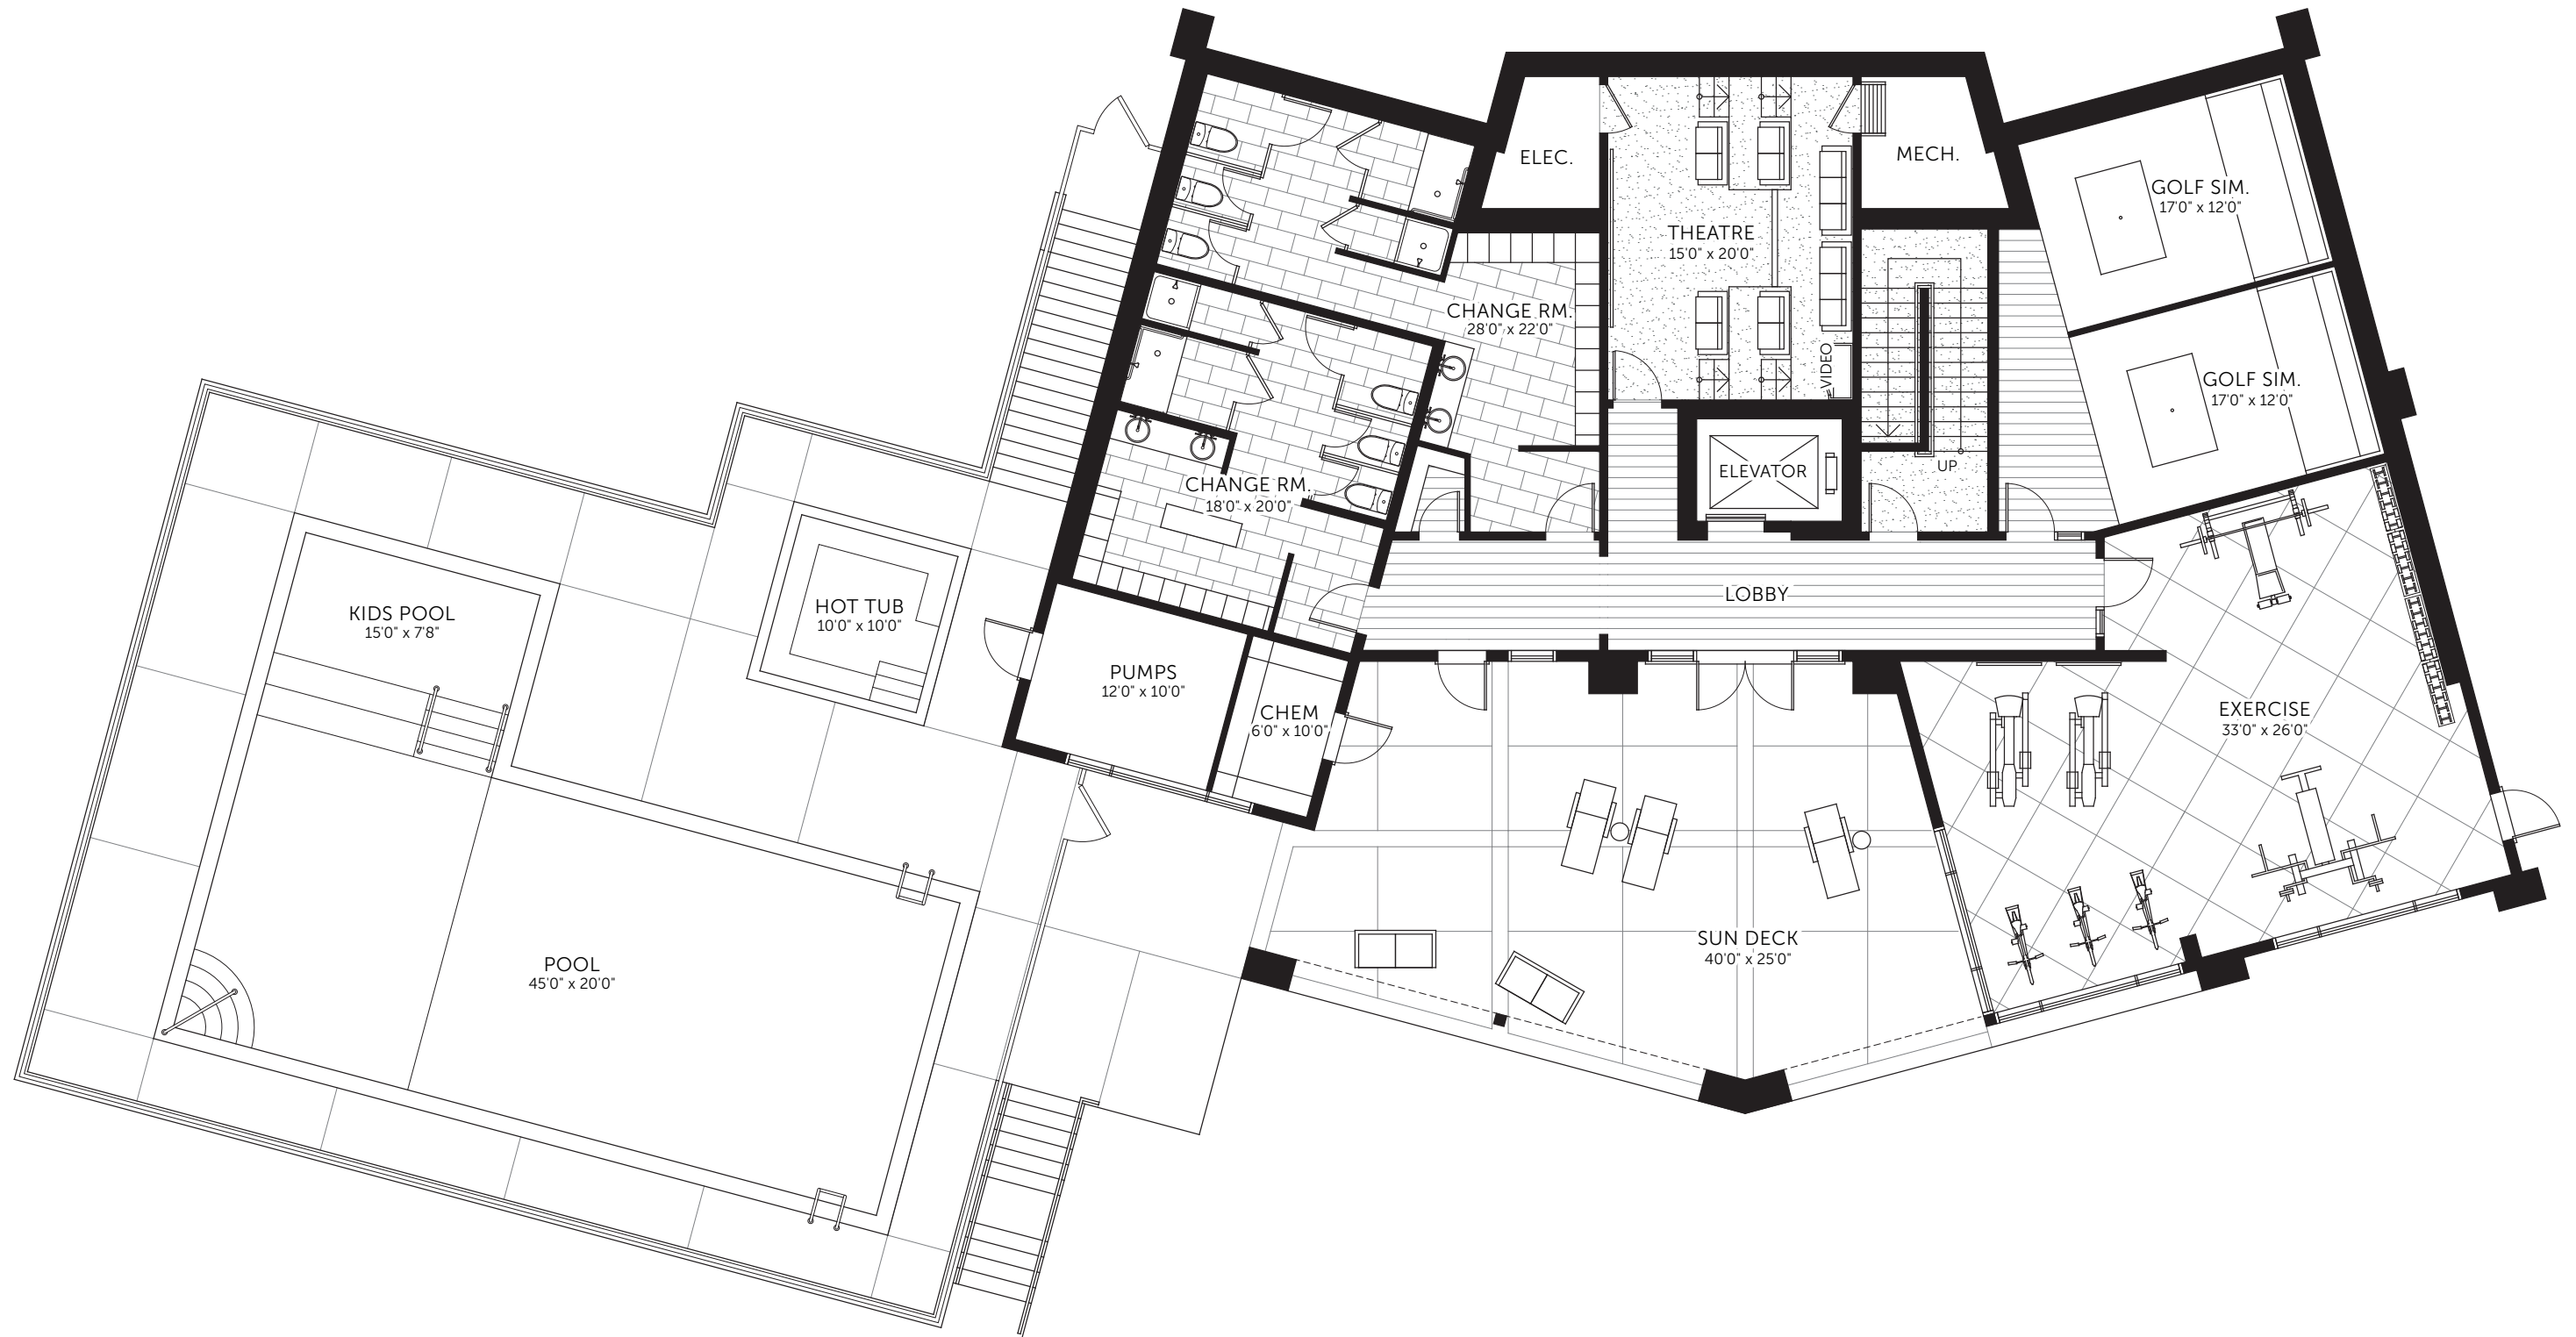 ELEC.
MECH.
GOLF SIM.
17'0" x 12'0"
THEATRE
15'0" x 20'0"
CHANGE RM.
28'0" x 22'0"
VIDEO
GOLF SIM.
17'0" x 12'0"
ELEVATOR
UP
CHANGE RM.
18'0" x 20'0"
KIDS POOL
15'0" x 7'8"
HOT TUB
10'0" x 10'0"
LOBBY
PUMPS
12'0" x 10'0"
CHEM
6'0" x 10'0"
EXERCISE
33'0" x 26'0"
SUN DECK
40'0" x 25'0"
POOL
45'0" x 20'0"